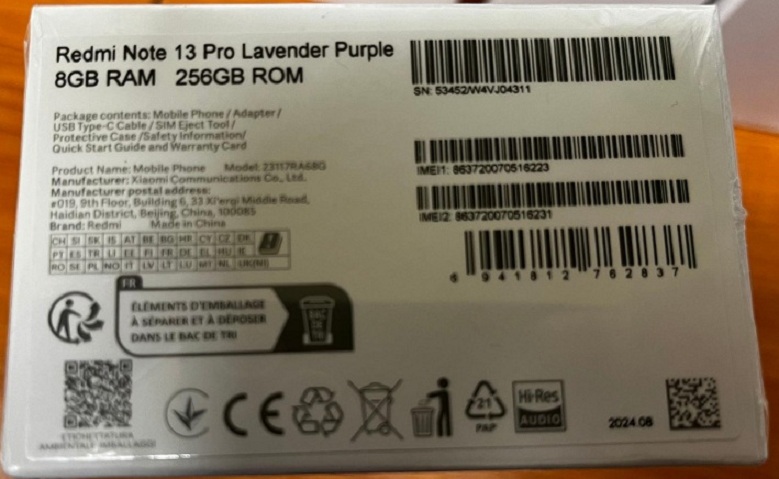 Redmi Note 13 Pro Lavender Purple
8GB RAM 256GB ROM
Package contents: Mobile Phone / Adapter /
USB Type-C Cable / SIM Eject Tool /
Protective Case /Safety Information/
Quick Start Guide and Warranty Card
Product Name: Mobile Phone Model: 23117RA68G
Manufacturer: Xiaomi Communications Co., Ltd.
Manufacturer postal address:
#019, 9th Floor, Building 6, 33 Xi'erqi Middle Road,
Haidian District, Beijing, China, 100085
Brand: Redmi Made in China
CH SI SK IS AT BE BG HR CY CZ DK
PT ES TR LI EE FI FR DE EL HU IE
RO SE PL NO IT LV LT LU MT NL UK(NI)
SN: 53452/W4VJ04311
IMEI1: 863720070516223
IMEI2: 863720070516231
6 941812 762837
FR
ÉLÉMENTS D'EMBALLAGE
À SÉPARER ET À DÉPOSER
DANS LE BAC DE TRI
BAC
DE
TRI
ETICHETTATURA
AMBIENTALE IMBALLAGGI
CE
21
PAP
Hi-Res
AUDIO
2024.08